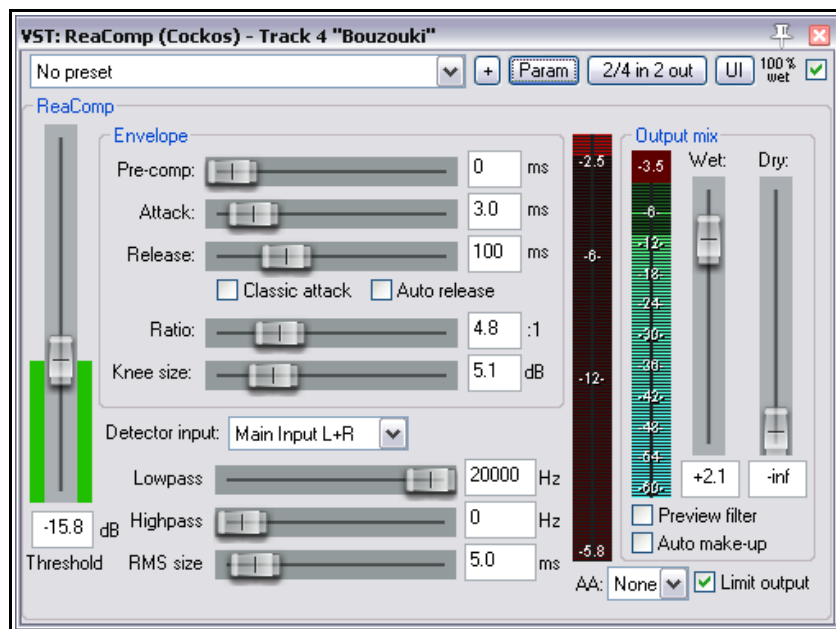 VST: ReaComp (Cockos) - Track 4 "Bouzouki"
No preset
+
Param
2/4 in 2 out
UI
100%
wet
ReaComp
Envelope
Pre-comp: 0 ms
Attack: 3.0 ms
Release: 100 ms
Classic attack Auto release
Ratio: 4.8 :1
Knee size: 5.1 dB
Detector input: Main Input L+R
Lowpass 20000 Hz
Highpass 0 Hz
RMS size 5.0 ms
-15.8 dB
Threshold
-2.5
-6-
-12-
-5.8
Output mix
Wet: Dry:
-3.5
-6-
-12-
-18-
-24-
-30-
-36-
-42-
-48-
-54-
-60-
+2.1 -inf
Preview filter
Auto make-up
AA: None Limit output